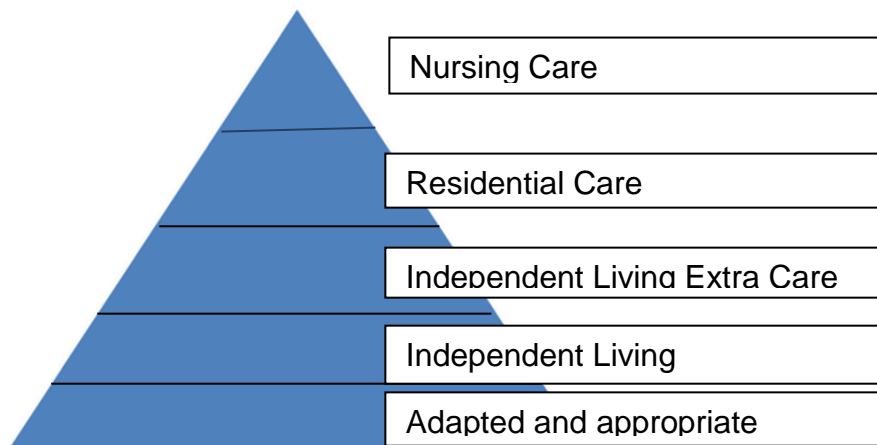 Nursing Care
Residential Care
Independent Living Extra Care
Independent Living
Adapted and appropriate